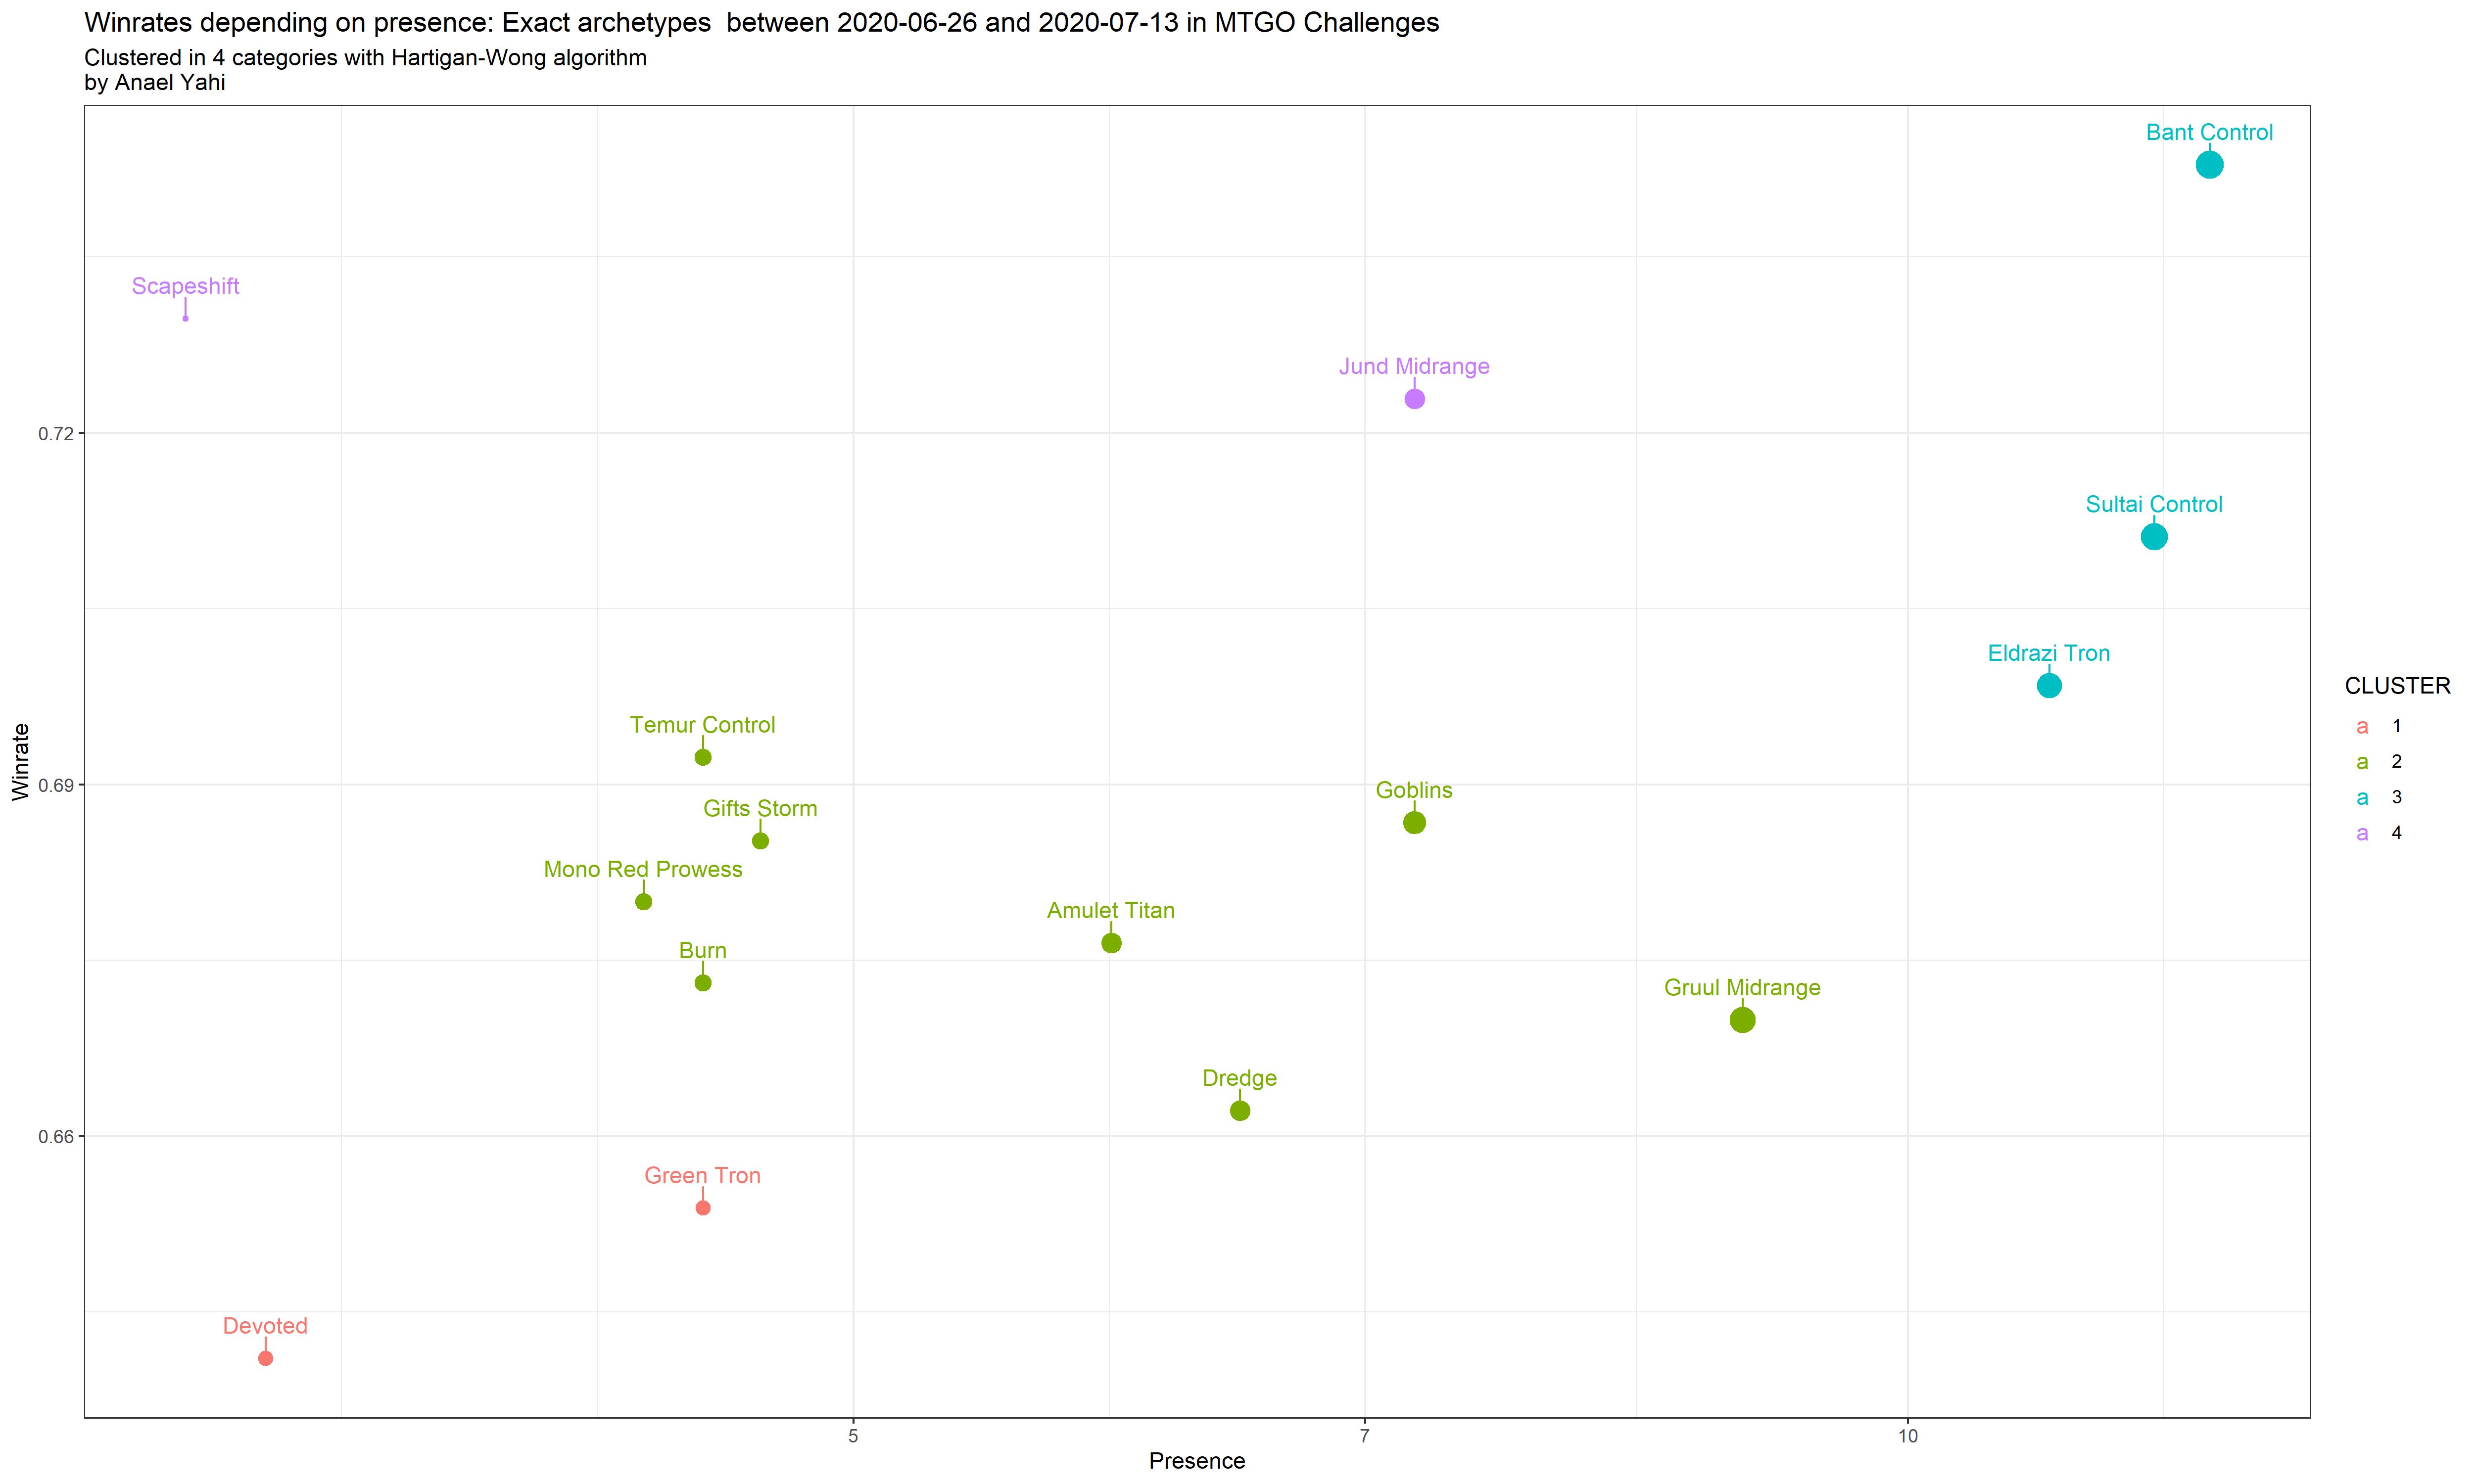 Winrates depending on presence: Exact archetypes  between 2020-06-26 and 2020-07-13 in MTGO Challenges
Clustered in 4 categories with Hartigan-Wong algorithm
by Anael Yahi
Bant Control
Scapeshift
Jund Midrange
0.72
Sultai Control
Eldrazi Tron
CLUSTER
a 1
a 2
a 3
a 4
Temur Control
Winrate
0.69
Goblins
Gifts Storm
Mono Red Prowess
Amulet Titan
Burn
Gruul Midrange
Dredge
0.66
Green Tron
Devoted
5 7 10
Presence